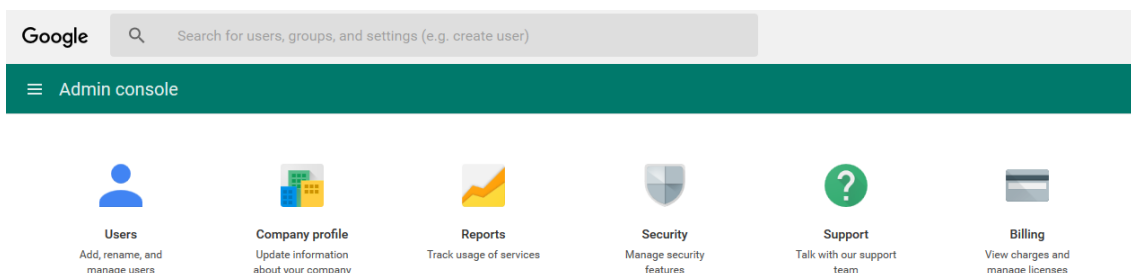 Google
Search for users, groups, and settings (e.g. create user)
Admin console
Users
Add, rename, and
manage users
Company profile
Update information
about your company
Reports
Track usage of services
Security
Manage security
features
Support
Talk with our support
team
Billing
View charges and
manage licenses